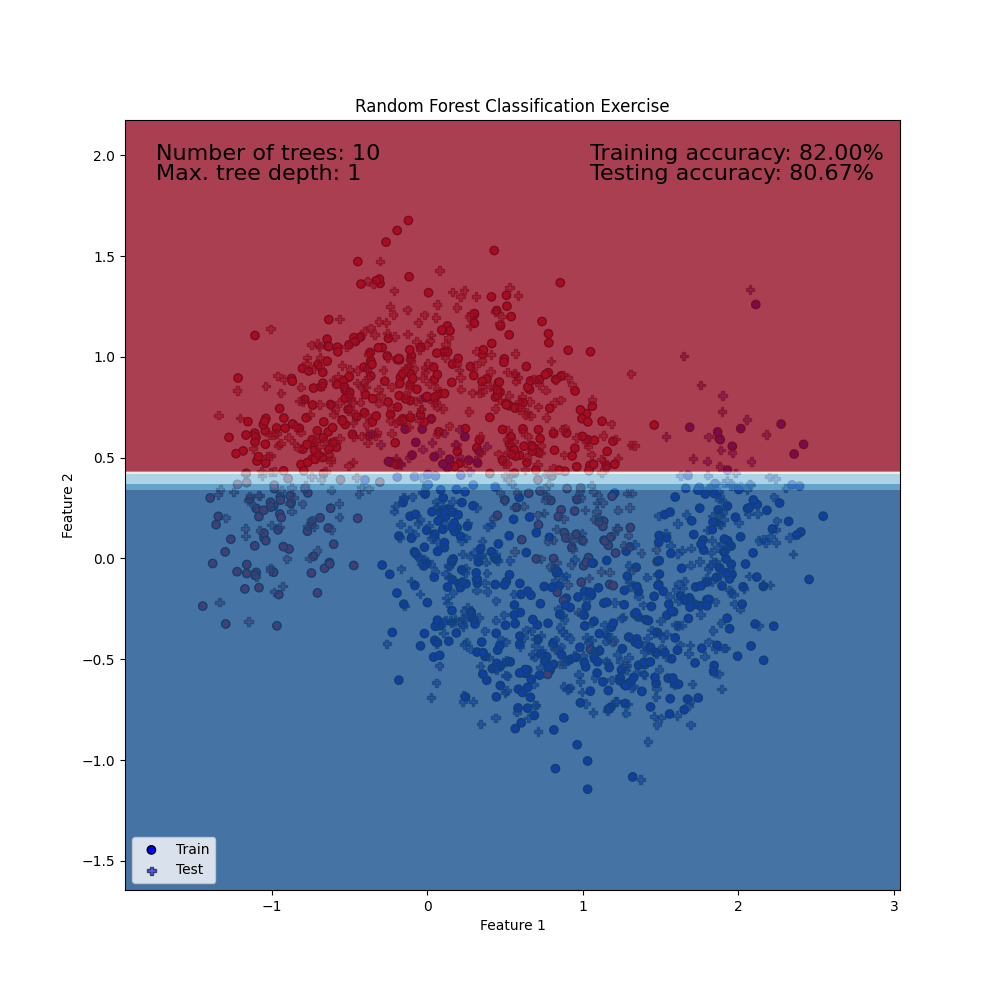 Random Forest Classification Exercise
Number of trees: 10
Max. tree depth: 1
Training accuracy: 82.00%
Testing accuracy: 80.67%
2.0
1.5
1.0
0.5
0.0
−0.5
−1.0
−1.5
Feature 2
Train
Test
−1
0
1
2
3
Feature 1